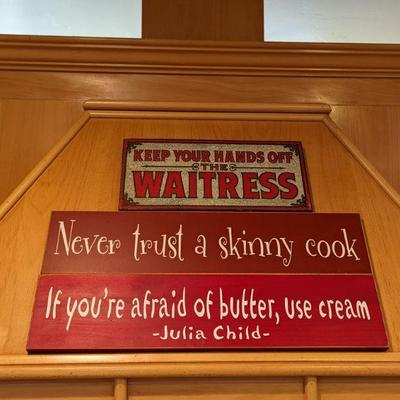 KEEP YOUR HANDS OFF
THE
WAITRESS
Never trust a skinny cook
If you're afraid of butter, use cream
-Julia Child-